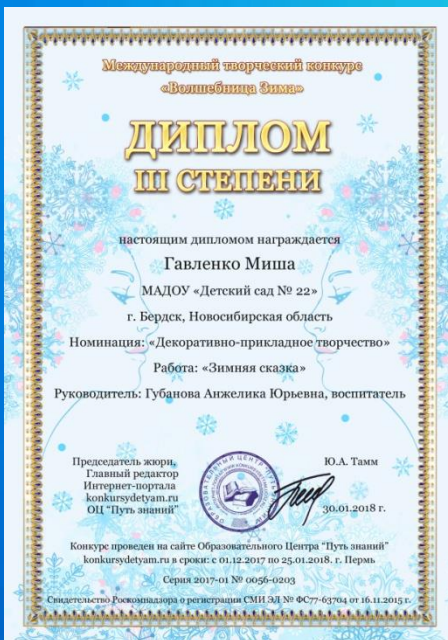 Международный творческий конкурс
«Волшебница Зима»
ДИПЛОМ
III СТЕПЕНИ
настоящим дипломом награждается
Гавленко Миша
МАДОУ «Детский сад № 22»
г. Бердск, Новосибирская область
Номинация: «Декоративно-прикладное творчество»
Работа: «Зимняя сказка»
Руководитель: Губанова Анжелика Юрьевна, воспитатель
Председатель жюри,
Главный редактор
Интернет-портала
konkursydetyam.ru
ОЦ "Путь знаний"
Ю.А. Тамм
30.01.2018 г.
Конкурс проведен на сайте Образовательного Центра "Путь знаний"
konkursydetyam.ru в сроки: с 01.12.2017 по 25.01.2018. г. Пермь
Серия 2017-01 № 0056-0203
Свидетельство Роскомнадзора о регистрации СМИ ЭЛ № ФС77-63704 от 16.11.2015 г.